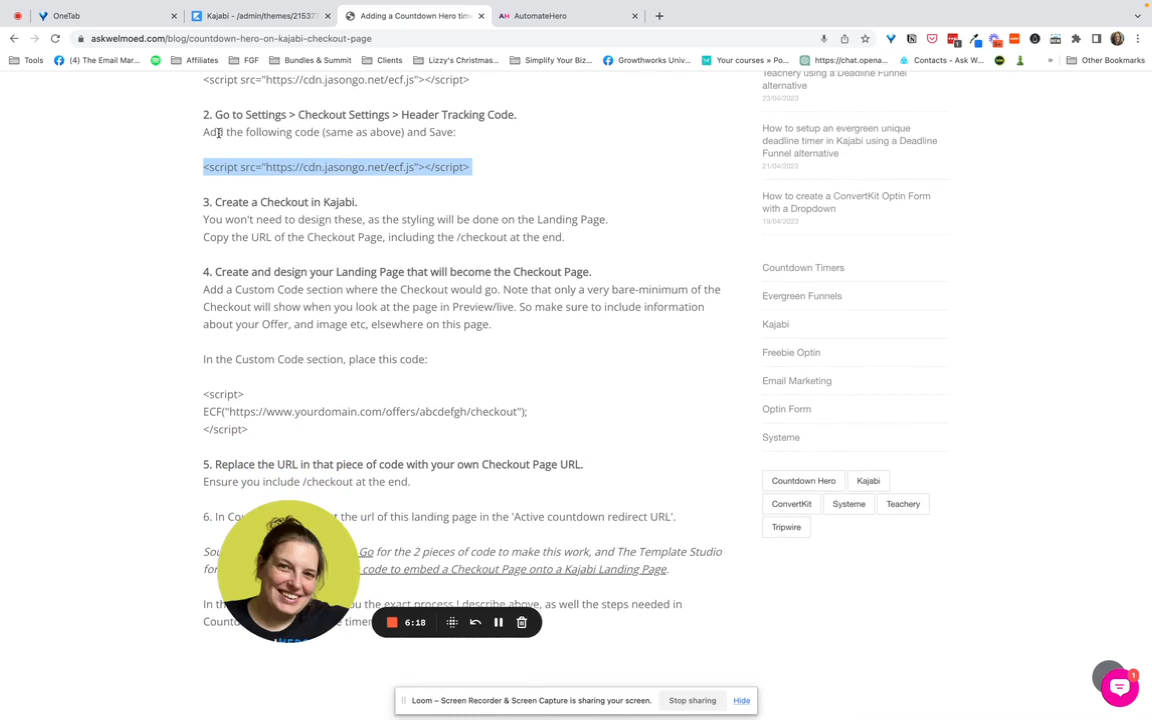 OneTab
Kajabi - /admin/themes/215377
Adding a Countdown Hero tim
AutomateHero
askwelmoed.com/blog/countdown-hero-on-kajabi-checkout-page
Tools
(4) The Email Mar...
Affiliates
FGF
Bundles & Summit
Clients
Lizzy's Christmas...
Simplify Your Biz...
Growthworks Univ...
Your courses » Po...
https://chat.opena...
Contacts - Ask W...
Other Bookmarks
<script src="https://cdn.jasongo.net/ecf.js"></script>
2. Go to Settings > Checkout Settings > Header Tracking Code.
Add the following code (same as above) and Save:
<script src="https://cdn.jasongo.net/ecf.js"></script>
3. Create a Checkout in Kajabi.
You won't need to design these, as the styling will be done on the Landing Page.
Copy the URL of the Checkout Page, including the /checkout at the end.
4. Create and design your Landing Page that will become the Checkout Page.
Add a Custom Code section where the Checkout would go. Note that only a very bare-minimum of the
Checkout will show when you look at the page in Preview/live. So make sure to include information
about your Offer, and image etc, elsewhere on this page.
In the Custom Code section, place this code:
<script>
ECF("https://www.yourdomain.com/offers/abcdefgh/checkout");
</script>
5. Replace the URL in that piece of code with your own Checkout Page URL.
Ensure you include /checkout at the end.
6. In Co the url of this landing page in the 'Active countdown redirect URL'.
Sou Go for the 2 pieces of code to make this work, and The Template Studio
for code to embed a Checkout Page onto a Kajabi Landing Page.
In th ou the exact process I describe above, as well the steps needed in
Count e timer
6:18
Teachery using a Deadline Funnel
alternative
23/04/2023
How to setup an evergreen unique
deadline timer in Kajabi using a Deadline
Funnel alternative
21/04/2023
How to create a ConvertKit Optin Form
with a Dropdown
19/04/2023
Countdown Timers
Evergreen Funnels
Kajabi
Freebie Optin
Email Marketing
Optin Form
Systeme
Countdown Hero
Kajabi
ConvertKit
Systeme
Teachery
Tripwire
1
Loom – Screen Recorder & Screen Capture is sharing your screen.
Stop sharing
Hide